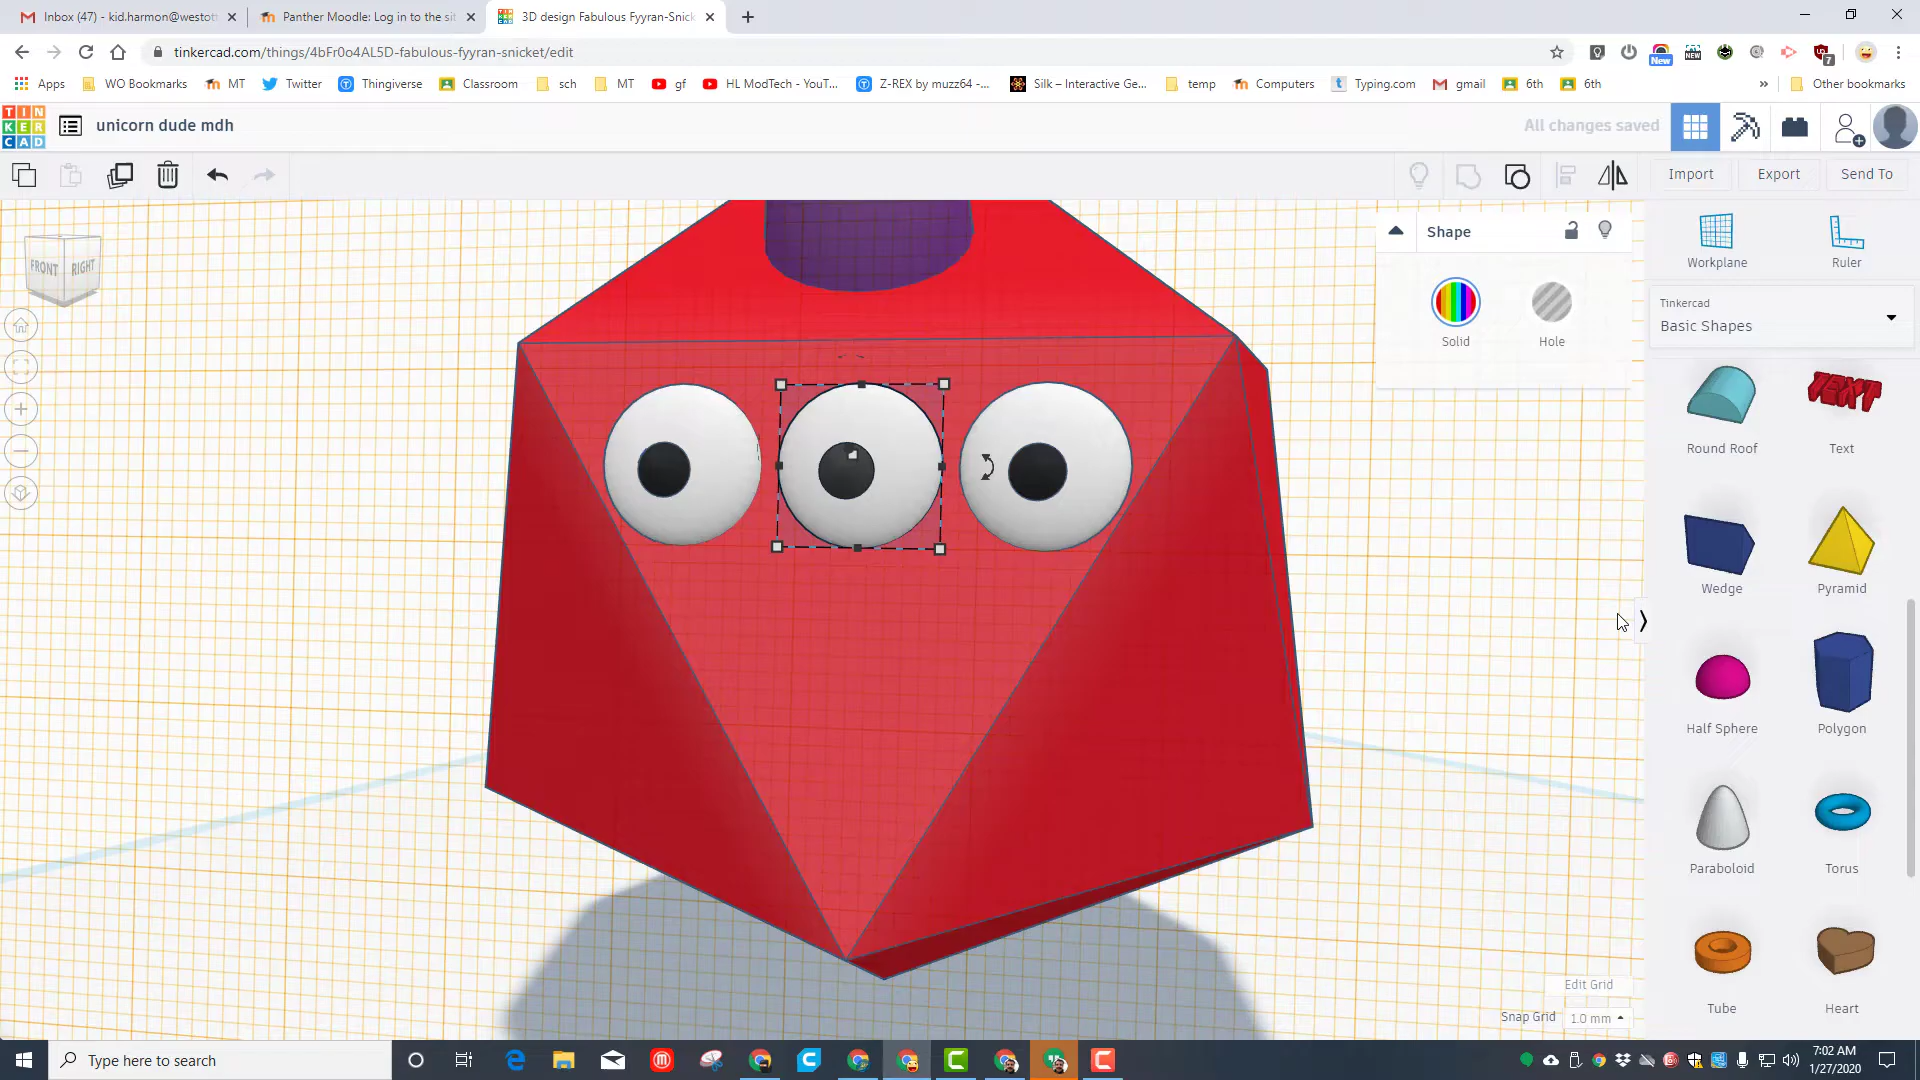 Inbox (47) - kid.harmon@westott
Panther Moodle: Log in to the sit
3D design Fabulous Fyyran-Snick
tinkercad.com/things/4bFr0o4AL5D-fabulous-fyyran-snicket/edit
New
7
Apps
WO Bookmarks
MT
Twitter
Thingiverse
Classroom
sch
MT
gf
HL ModTech - YouT...
Z-REX by muzz64 -...
Silk – Interactive Ge...
temp
Computers
Typing.com
gmail
6th
6th
»
Other bookmarks
TIN
KER
CAD
unicorn dude mdh
All changes saved
Import
Export
Send To
FRONT
RIGHT
Shape
Solid
Hole
Workplane
Ruler
Tinkercad
Basic Shapes
TEXT
Round Roof
Text
Wedge
Pyramid
Half Sphere
Polygon
Paraboloid
Torus
Tube
Heart
Edit Grid
Snap Grid
1.0 mm
Type here to search
7:02 AM
1/27/2020